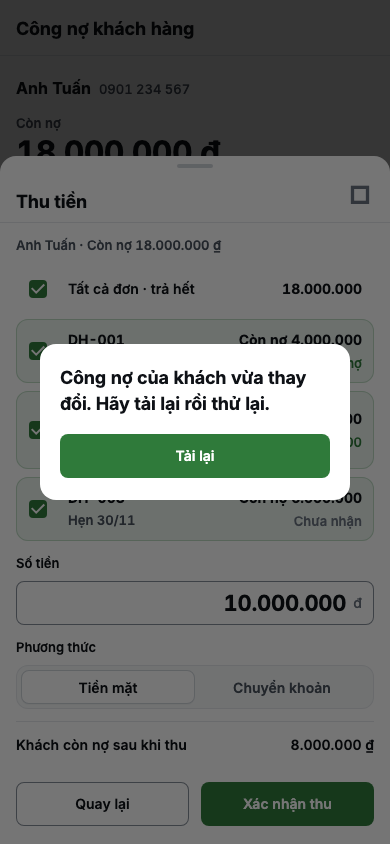 Công nợ khách hàng
Anh Tuấn 0901 234 567
Còn nợ
18.000.000 ₫
Thu tiền
Anh Tuấn · Còn nợ 18.000.000 ₫
Tất cả đơn · trả hết 18.000.000
DH-001 Còn nợ 4.000.000
Công nợ của khách vừa thay
đổi. Hãy tải lại rồi thử lại.
Tải lại
Hẹn 30/11 Chưa nhận
Số tiền
10.000.000 đ
Phương thức
Tiền mặt Chuyển khoản
Khách còn nợ sau khi thu 8.000.000 ₫
Quay lại Xác nhận thu